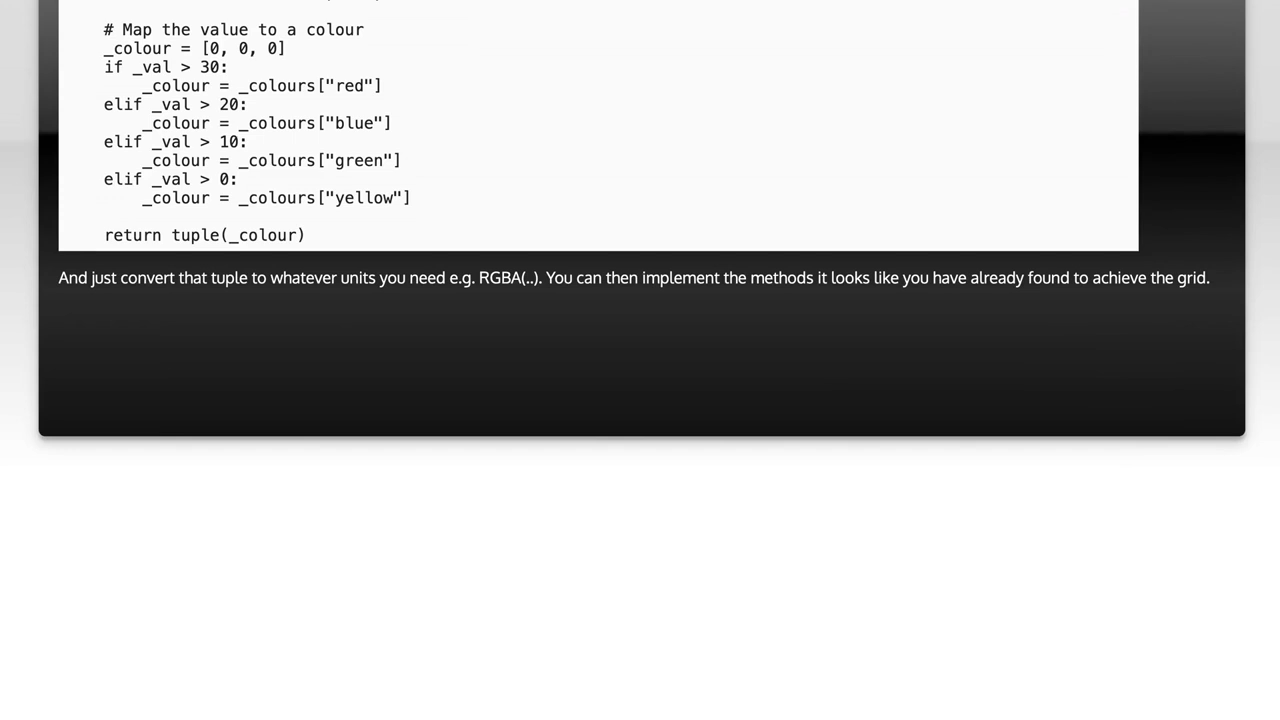 # Map the value to a colour
_colour = [0, 0, 0]
if _val > 30:
    _colour = _colours["red"]
elif _val > 20:
    _colour = _colours["blue"]
elif _val > 10:
    _colour = _colours["green"]
elif _val > 0:
    _colour = _colours["yellow"]
return tuple(_colour)
And just convert that tuple to whatever units you need e.g. RGBA(..). You can then implement the methods it looks like you have already found to achieve the grid.